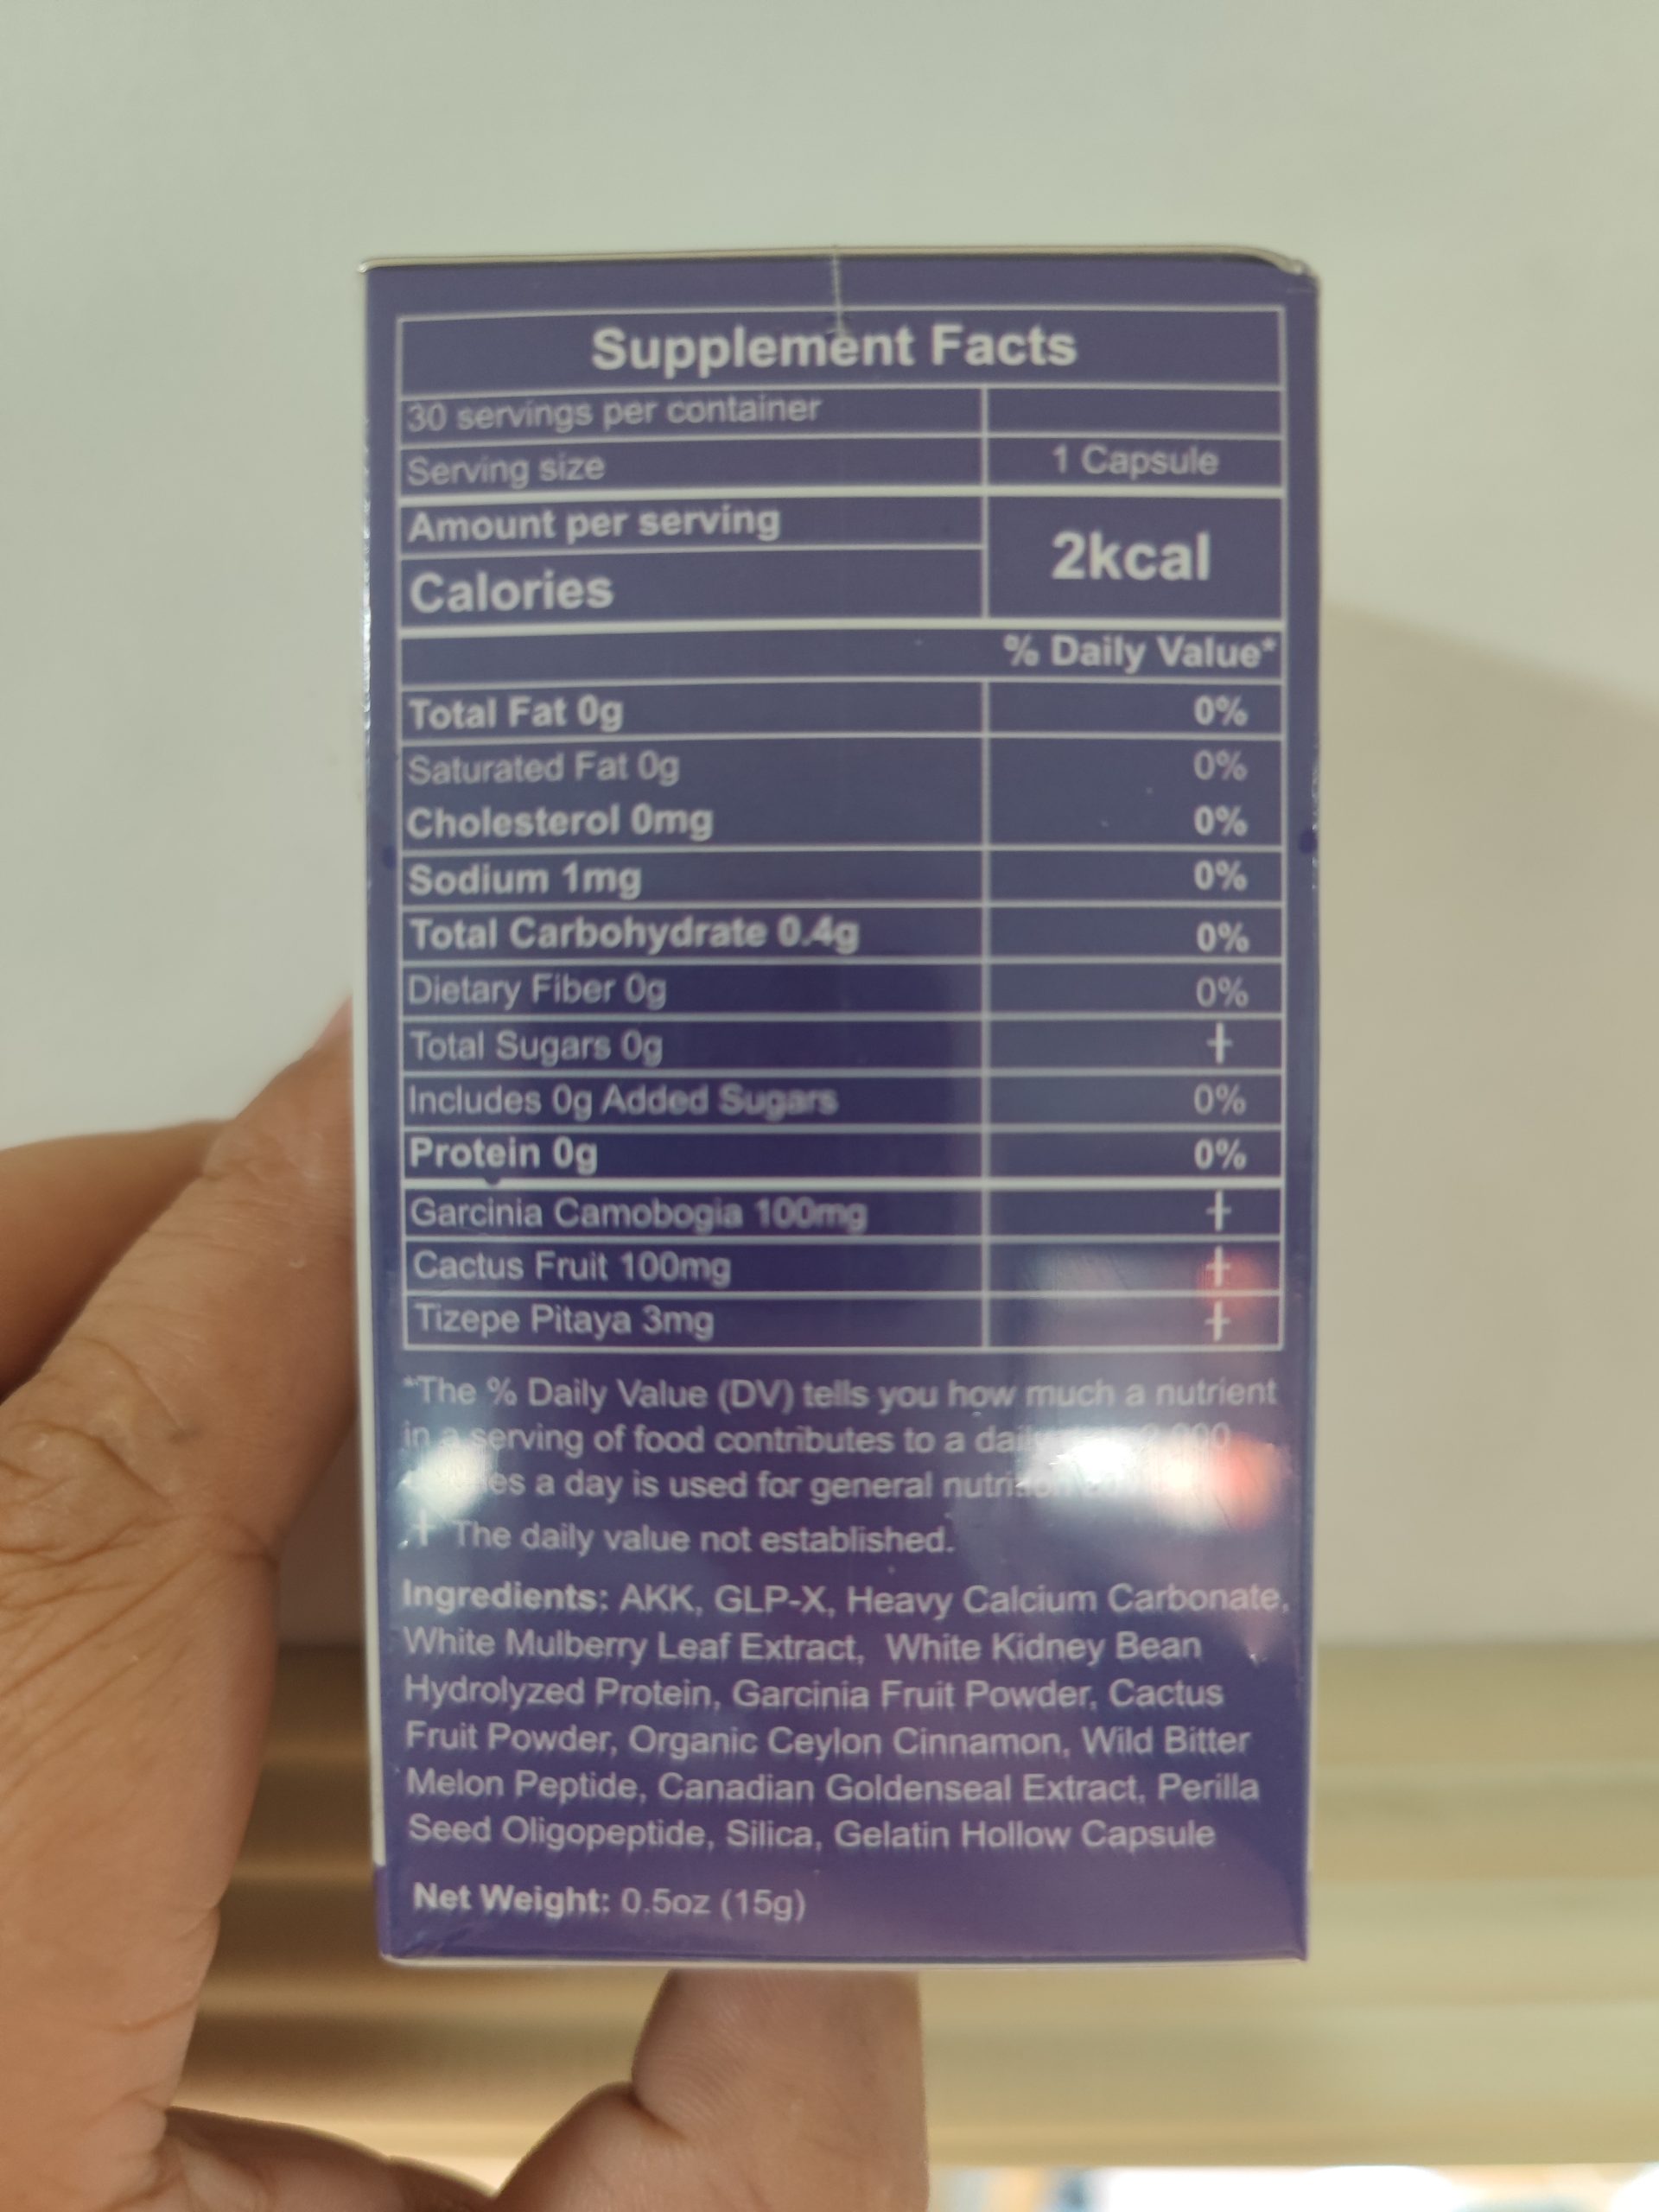 Supplement Facts
30 servings per container
Serving size 1 Capsule
Amount per serving
Calories 2kcal
% Daily Value*
Total Fat 0g 0%
Saturated Fat 0g 0%
Cholesterol 0mg 0%
Sodium 1mg 0%
Total Carbohydrate 0.4g 0%
Dietary Fiber 0g 0%
Total Sugars 0g †
Includes 0g Added Sugars 0%
Protein 0g 0%
Garcinia Camobogia 100mg †
Cactus Fruit 100mg †
Tizepe Pitaya 3mg †
*The % Daily Value (DV) tells you how much a nutrient
in a serving of food contributes to a 2,000
a day is used for general
† The daily value not established.
Ingredients: AKK, GLP-X, Heavy Calcium Carbonate,
White Mulberry Leaf Extract, White Kidney Bean
Hydrolyzed Protein, Garcinia Fruit Powder, Cactus
Fruit Powder, Organic Ceylon Cinnamon, Wild Bitter
Melon Peptide, Canadian Goldenseal Extract, Perilla
Seed Oligopeptide, Silica, Gelatin Hollow Capsule
Net Weight: 0.5oz (15g)